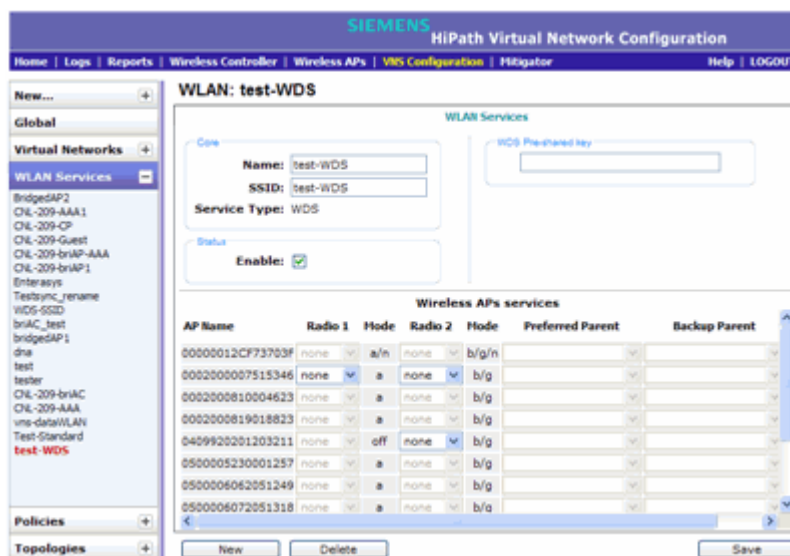 SIEMENS
HiPath Virtual Network Configuration
Home | Logs | Reports | Wireless Controller | Wireless APs | VNS Configuration | Mitigator Help | LOGOUT
New... +
Global
Virtual Networks +
WLAN Services −
BridgedAP2
CNL-209-AAA1
CNL-209-CP
CNL-209-Guest
CNL-209-briAP-AAA
CNL-209-briAP1
Enterasys
Testsync_rename
WDS-SSID
briAC_test
bridgedAP1
dna
test
tester
CNL-209-briAC
CNL-209-AAA
vns-dataWLAN
Test-Standard
test-WDS
Policies +
Topologies +
WLAN: test-WDS
WLAN Services
Core
Name: test-WDS
SSID: test-WDS
Service Type: WDS
WDS Pre-shared key
Status
Enable:
Wireless APs services
AP Name Radio 1 Mode Radio 2 Mode Preferred Parent Backup Parent
00000012CF73703F none a/n none b/g/n
0002000007515346 none a none b/g
0002000810004623 none a none b/g
0002000819018823 none a none b/g
0409920201203211 off none b/g
0500005230001257 none a none b/g
0500006062051249 none a none b/g
0500006072051318 none a none b/g
New Delete Save